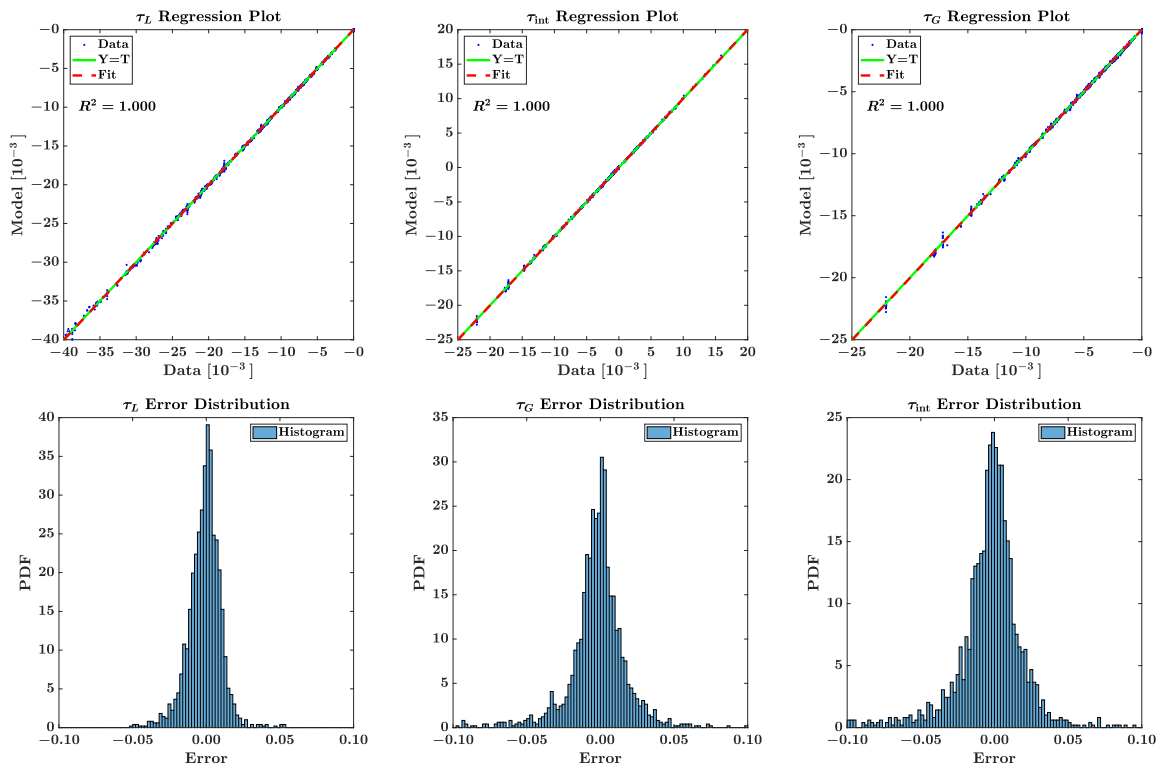 τ_L Regression Plot
−0
−5
−10
−15
−20
−25
−30
−35
−40
−40 −35 −30 −25 −20 −15 −10 −5 −0
Model [10⁻³]
Data [10⁻³]
Data
Y=T
Fit
R² = 1.000
τ_int Regression Plot
20
15
10
5
0
−5
−10
−15
−20
−25
−25 −20 −15 −10 −5 0 5 10 15 20
Model [10⁻³]
Data [10⁻³]
Data
Y=T
Fit
R² = 1.000
τ_G Regression Plot
−0
−5
−10
−15
−20
−25
−25 −20 −15 −10 −5 −0
Model [10⁻³]
Data [10⁻³]
Data
Y=T
Fit
R² = 1.000
τ_L Error Distribution
40
35
30
25
20
15
10
5
0
−0.10 −0.05 0.00 0.05 0.10
PDF
Error
Histogram
τ_G Error Distribution
35
30
25
20
15
10
5
0
−0.10 −0.05 0.00 0.05 0.10
PDF
Error
Histogram
τ_int Error Distribution
25
20
15
10
5
0
−0.10 −0.05 0.00 0.05 0.10
PDF
Error
Histogram